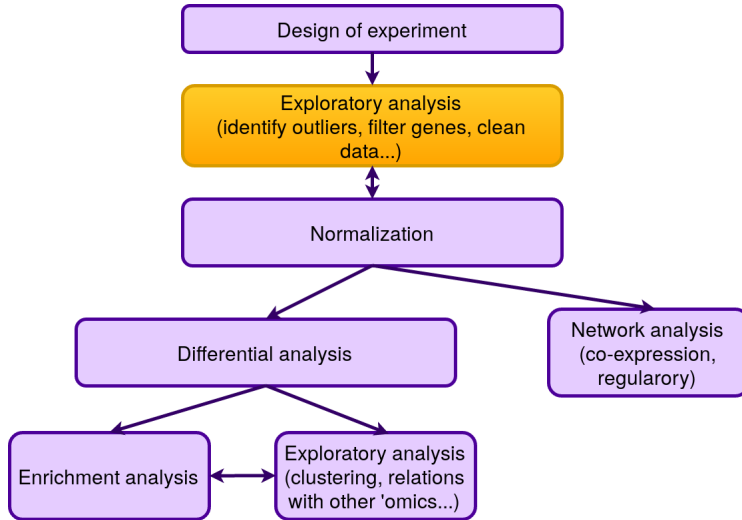 Design of experiment
Exploratory analysis
(identify outliers, filter genes, clean
data...)
Normalization
Differential analysis
Network analysis
(co-expression,
regularory)
Enrichment analysis
Exploratory analysis
(clustering, relations
with other 'omics...)